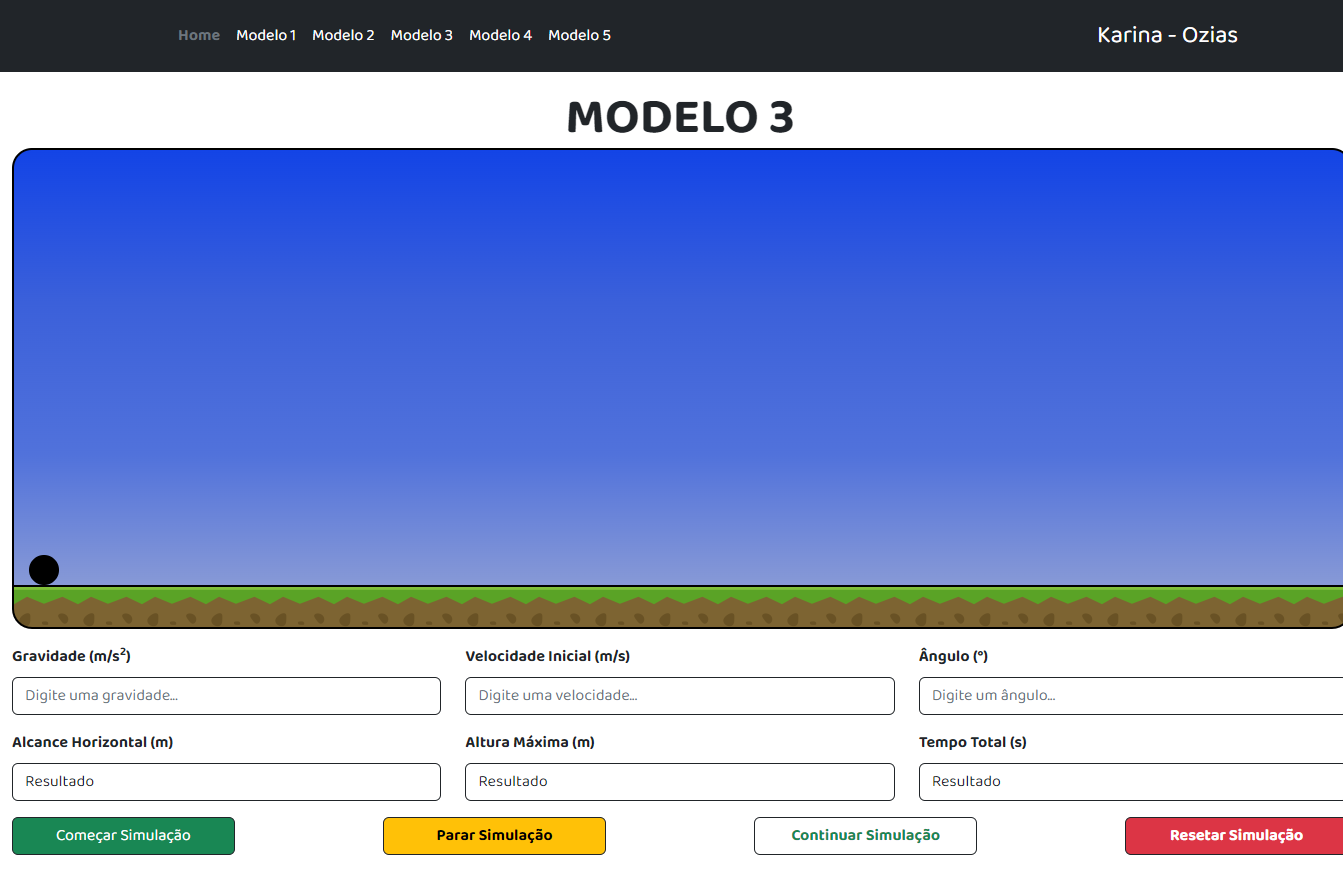 Home Modelo 1 Modelo 2 Modelo 3 Modelo 4 Modelo 5 Karina - Ozias
MODELO 3
Gravidade (m/s²) Velocidade Inicial (m/s) Ângulo (°)
Digite uma gravidade... Digite uma velocidade... Digite um ângulo...
Alcance Horizontal (m) Altura Máxima (m) Tempo Total (s)
Resultado Resultado Resultado
Começar Simulação Parar Simulação Continuar Simulação Resetar Simulação